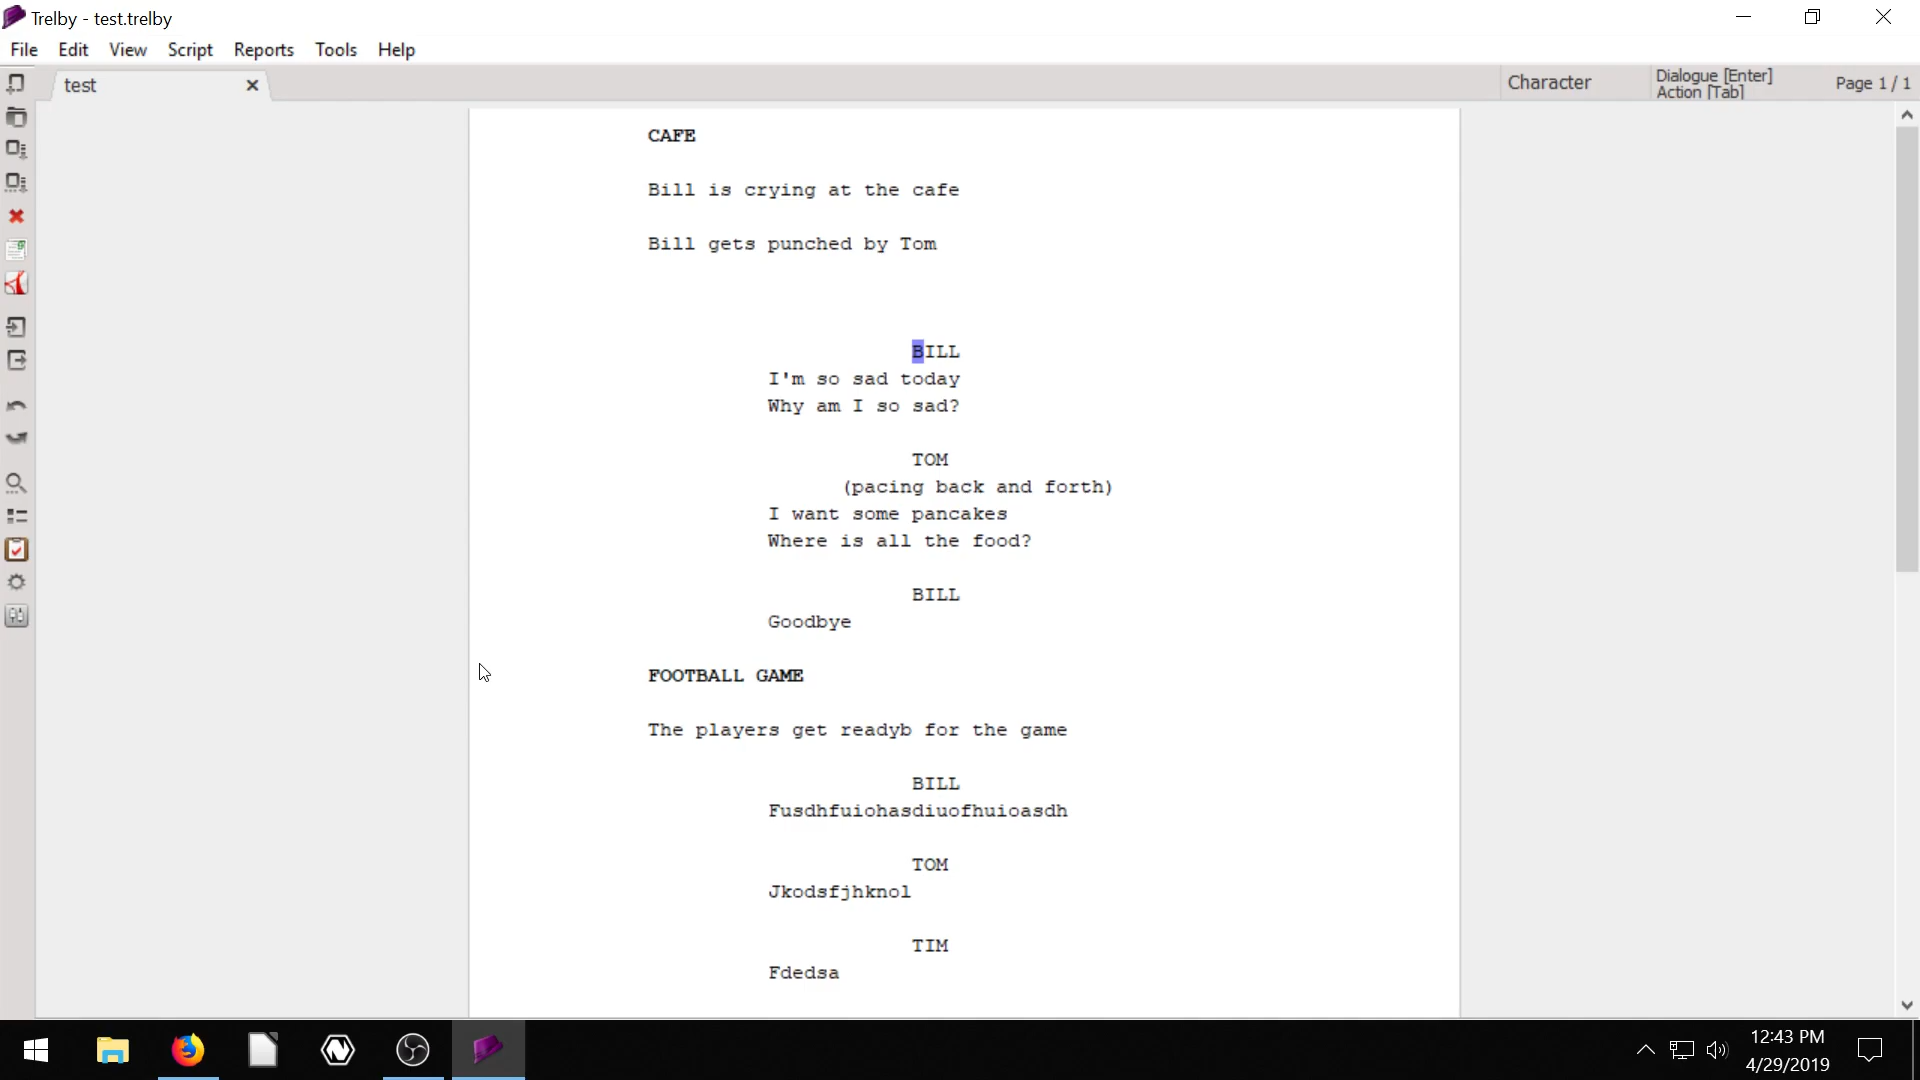 Trelby - test.trelby
File Edit View Script Reports Tools Help
test
Character
Dialogue [Enter]
Action [Tab]
Page 1 / 1
CAFE
Bill is crying at the cafe
Bill gets punched by Tom
BILL
I'm so sad today
Why am I so sad?
TOM
(pacing back and forth)
I want some pancakes
Where is all the food?
BILL
Goodbye
FOOTBALL GAME
The players get readyb for the game
BILL
Fusdhfuiohasdiuofhuioasdh
TOM
Jkodsfjhknol
TIM
Fdedsa
12:43 PM
4/29/2019